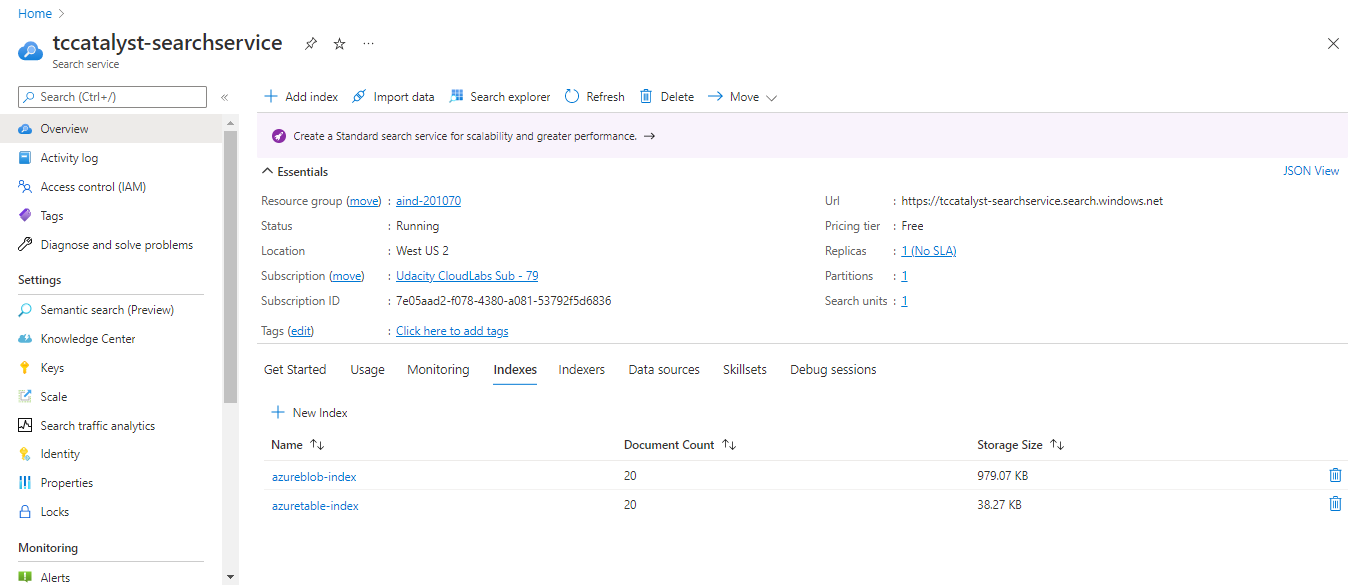 Home
tccatalyst-searchservice
Search service
Search (Ctrl+/)
Overview
Activity log
Access control (IAM)
Tags
Diagnose and solve problems
Settings
Semantic search (Preview)
Knowledge Center
Keys
Scale
Search traffic analytics
Identity
Properties
Locks
Monitoring
Alerts
Add index Import data Search explorer Refresh Delete Move
Create a Standard search service for scalability and greater performance.
Essentials JSON View
Resource group (move) : aind-201070
Status : Running
Location : West US 2
Subscription (move) : Udacity CloudLabs Sub - 79
Subscription ID : 7e05aad2-f078-4380-a081-53792f5d6836
Tags (edit) : Click here to add tags
Url : https://tccatalyst-searchservice.search.windows.net
Pricing tier : Free
Replicas : 1 (No SLA)
Partitions : 1
Search units : 1
Get Started Usage Monitoring Indexes Indexers Data sources Skillsets Debug sessions
New Index
Name Document Count Storage Size
azureblob-index 20 979.07 KB
azuretable-index 20 38.27 KB